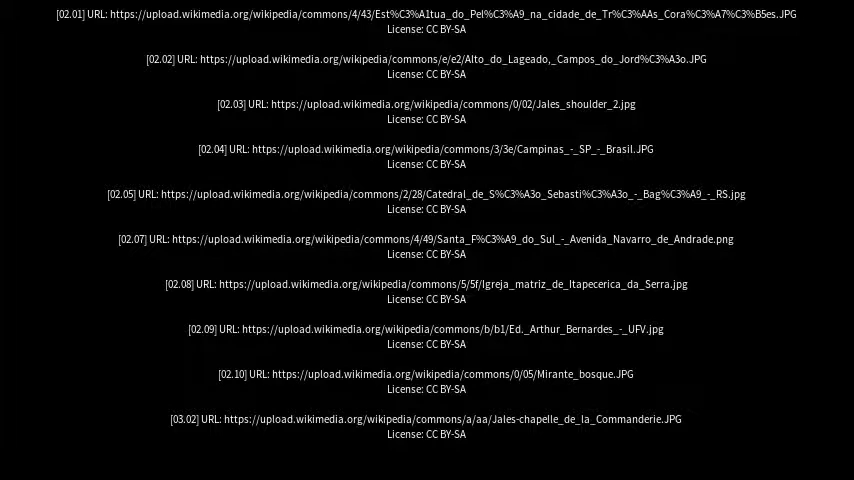 [02.01] URL: https://upload.wikimedia.org/wikipedia/commons/4/43/Est%C3%A1tua_do_Pel%C3%A9_na_cidade_de_Tr%C3%AAs_Cora%C3%A7%C3%B5es.JPG
License: CC BY-SA
[02.02] URL: https://upload.wikimedia.org/wikipedia/commons/e/e2/Alto_do_Lageado,_Campos_do_Jord%C3%A3o.JPG
License: CC BY-SA
[02.03] URL: https://upload.wikimedia.org/wikipedia/commons/0/02/Jales_shoulder_2.jpg
License: CC BY-SA
[02.04] URL: https://upload.wikimedia.org/wikipedia/commons/3/3e/Campinas_-_SP_-_Brasil.JPG
License: CC BY-SA
[02.05] URL: https://upload.wikimedia.org/wikipedia/commons/2/28/Catedral_de_S%C3%A3o_Sebasti%C3%A3o_-_Bag%C3%A9_-_RS.jpg
License: CC BY-SA
[02.07] URL: https://upload.wikimedia.org/wikipedia/commons/4/49/Santa_F%C3%A9_do_Sul_-_Avenida_Navarro_de_Andrade.png
License: CC BY-SA
[02.08] URL: https://upload.wikimedia.org/wikipedia/commons/5/5f/Igreja_matriz_de_Itapecerica_da_Serra.jpg
License: CC BY-SA
[02.09] URL: https://upload.wikimedia.org/wikipedia/commons/b/b1/Ed._Arthur_Bernardes_-_UFV.jpg
License: CC BY-SA
[02.10] URL: https://upload.wikimedia.org/wikipedia/commons/0/05/Mirante_bosque.JPG
License: CC BY-SA
[03.02] URL: https://upload.wikimedia.org/wikipedia/commons/a/aa/Jales-chapelle_de_la_Commanderie.JPG
License: CC BY-SA